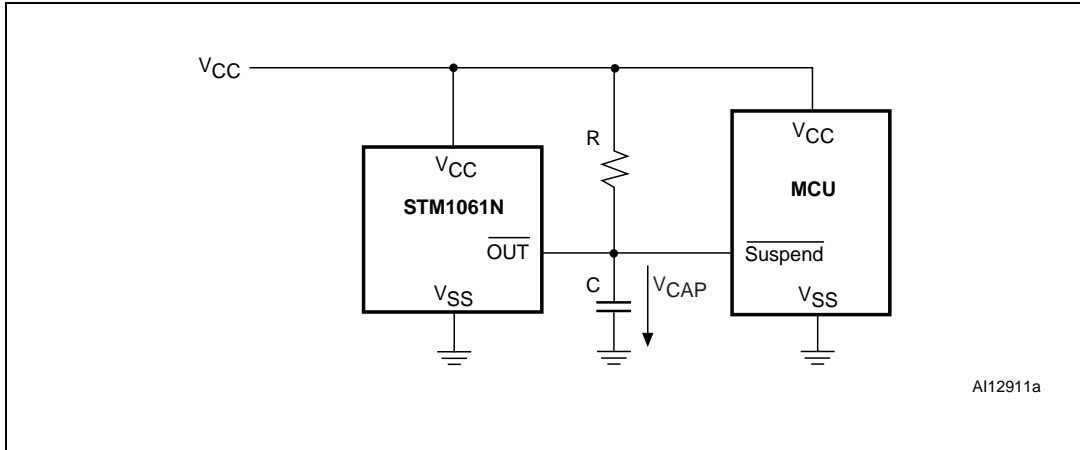 VCC
R
VCC
VCC
STM1061N
MCU
OUT
Suspend
C
VCAP
VSS
VSS
AI12911a